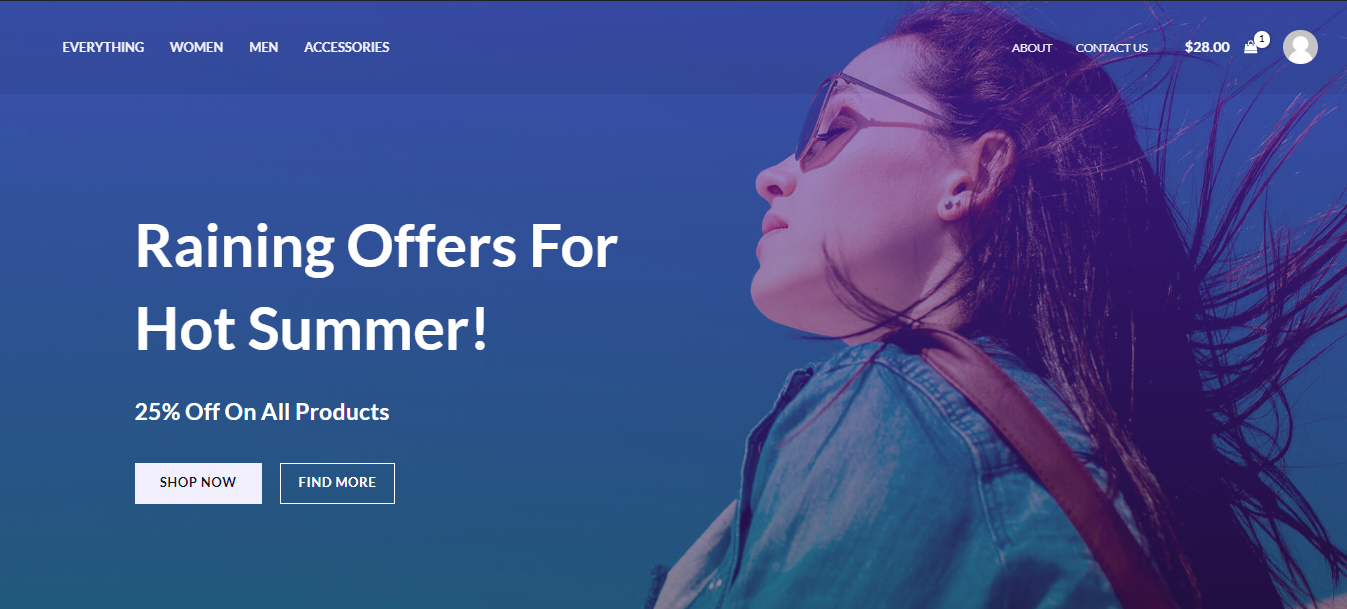 EVERYTHING WOMEN MEN ACCESSORIES ABOUT CONTACT US $28.00 1
Raining Offers For
Hot Summer!
25% Off On All Products
SHOP NOW FIND MORE